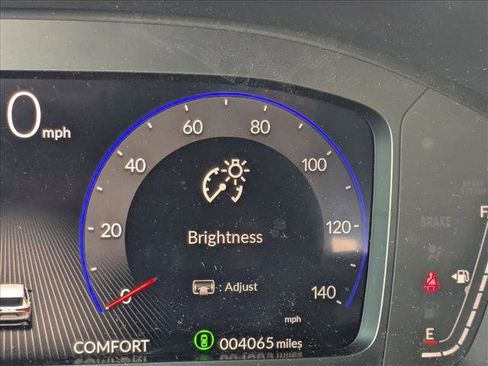 0 mph
60
80
40
100
Brightness
20
120
: Adjust
0
140
mph
COMFORT
004065 miles
BRAKE
F
E